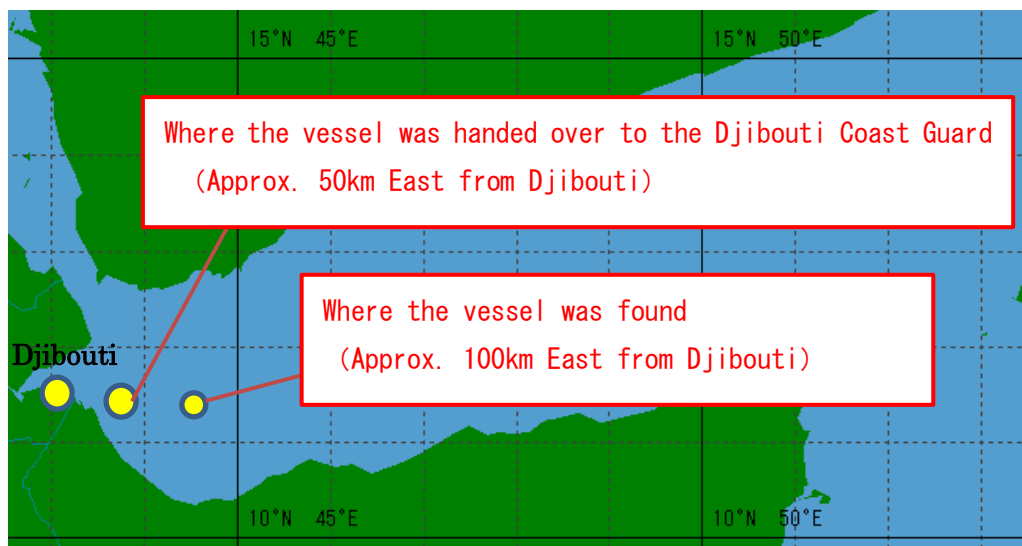 15°N 45°E
15°N 50°E
Where the vessel was handed over to the Djibouti Coast Guard
(Approx. 50km East from Djibouti)
Where the vessel was found
(Approx. 100km East from Djibouti)
Djibouti
10°N 45°E
10°N 50°E